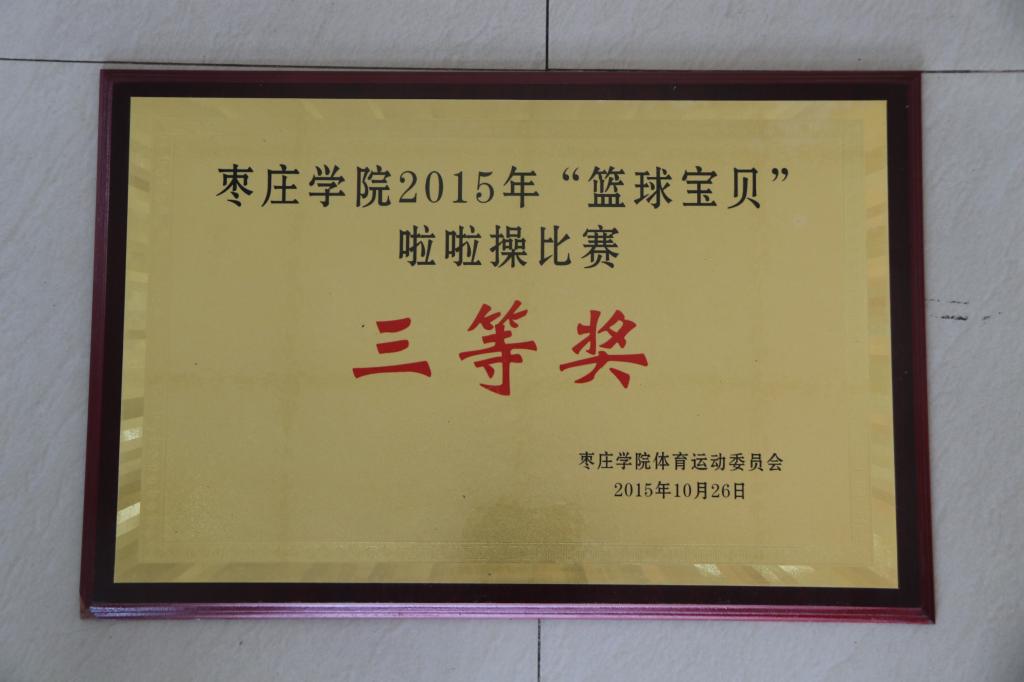 枣庄学院2015年“篮球宝贝”
啦啦操比赛
三等奖
枣庄学院体育运动委员会
2015年10月26日